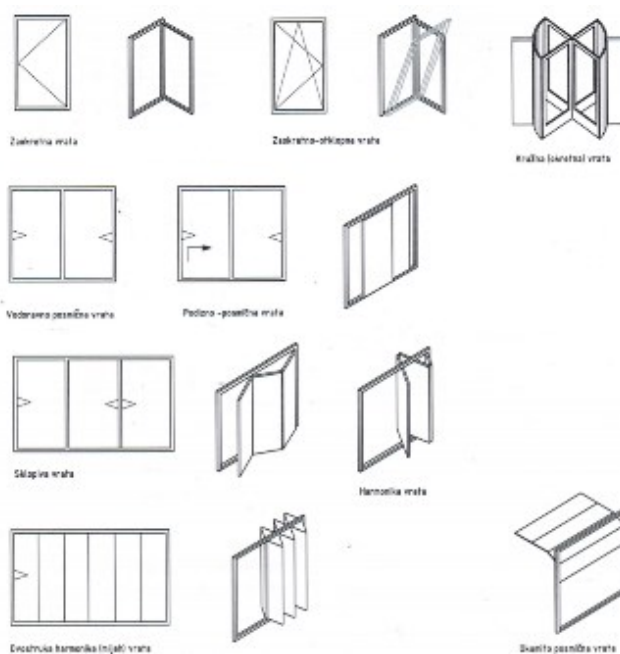 Zaokretna vrata
Zaokretno-otklopna vrata
Kružna (okretna) vrata
Vodoravno posmična vrata
Podizno -posmična vrata
Sklopiva vrata
Harmonika vrata
Dvostruka harmonika (mijeh) vrata
Okomito posmična vrata